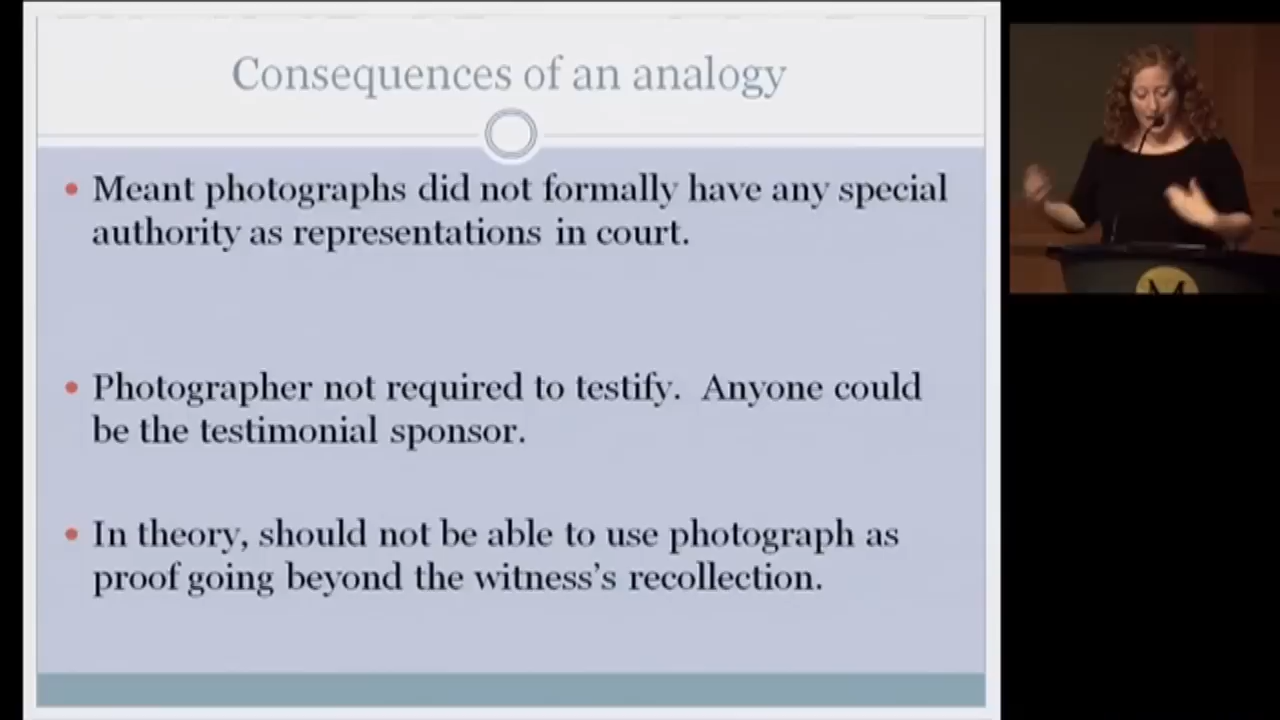 Consequences of an analogy
• Meant photographs did not formally have any special
authority as representations in court.
• Photographer not required to testify.  Anyone could
be the testimonial sponsor.
• In theory, should not be able to use photograph as
proof going beyond the witness's recollection.
M